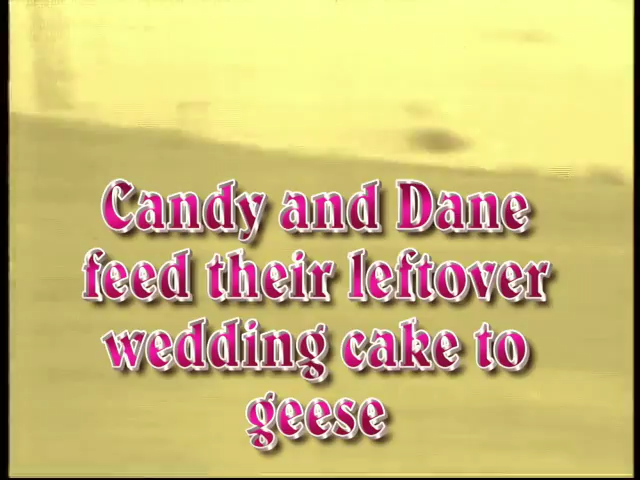 Candy and Dane
feed their leftover
wedding cake to
geese